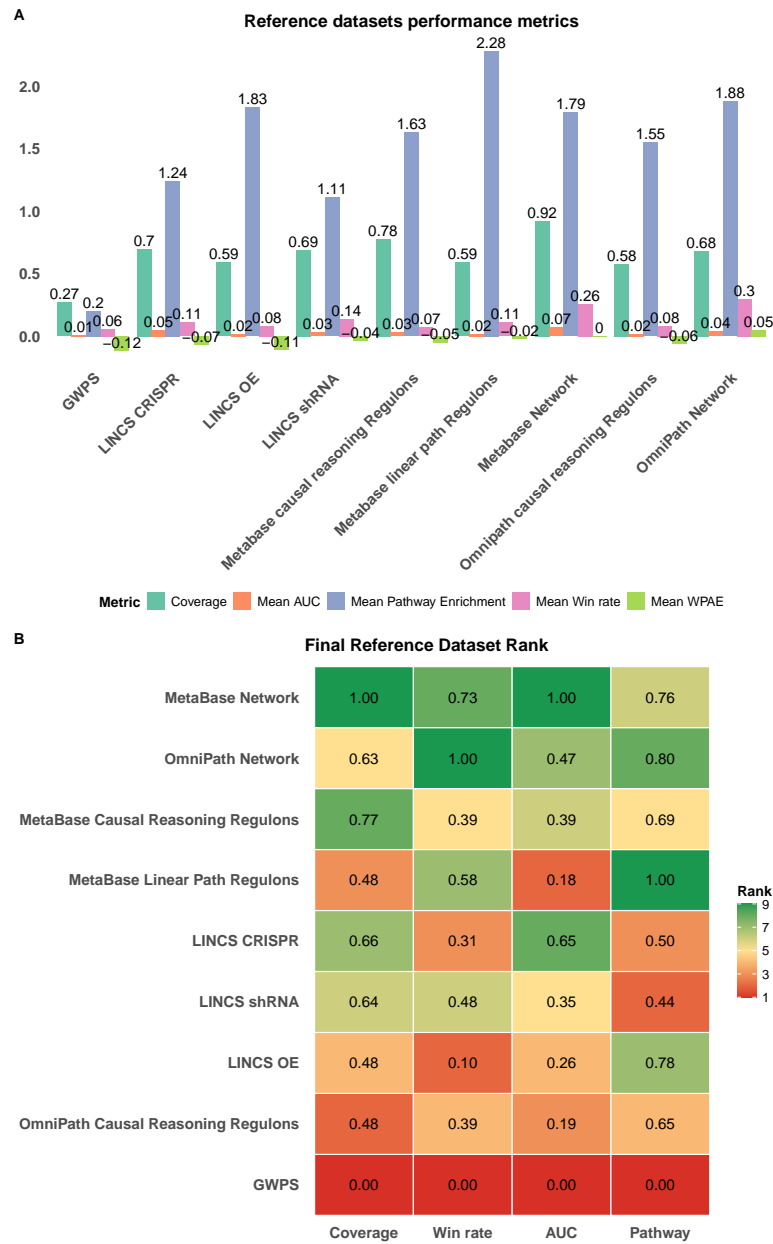 A
Reference datasets performance metrics
2.0
1.5
1.0
0.5
0.0
0.27
0.01
0.2
0.06
−0.12
0.7
0.05
1.24
0.11
−0.07
0.59
0.02
1.83
0.08
−0.11
0.69
0.03
1.11
0.14
−0.04
0.78
0.03
1.63
0.07
−0.05
0.59
0.02
2.28
0.11
−0.02
0.92
0.07
1.79
0.26
0
0.58
0.02
1.55
0.08
−0.06
0.68
0.04
1.88
0.3
0.05
GWPS
LINCS CRISPR
LINCS OE
LINCS shRNA
Metabase causal reasoning Regulons
Metabase linear path Regulons
Metabase Network
Omnipath causal reasoning Regulons
OmniPath Network
Metric Coverage Mean AUC Mean Pathway Enrichment Mean Win rate Mean WPAE
B
Final Reference Dataset Rank
MetaBase Network 1.00 0.73 1.00 0.76
OmniPath Network 0.63 1.00 0.47 0.80
MetaBase Causal Reasoning Regulons 0.77 0.39 0.39 0.69
MetaBase Linear Path Regulons 0.48 0.58 0.18 1.00
LINCS CRISPR 0.66 0.31 0.65 0.50
LINCS shRNA 0.64 0.48 0.35 0.44
LINCS OE 0.48 0.10 0.26 0.78
OmniPath Causal Reasoning Regulons 0.48 0.39 0.19 0.65
GWPS 0.00 0.00 0.00 0.00
Coverage Win rate AUC Pathway
Rank
9
7
5
3
1